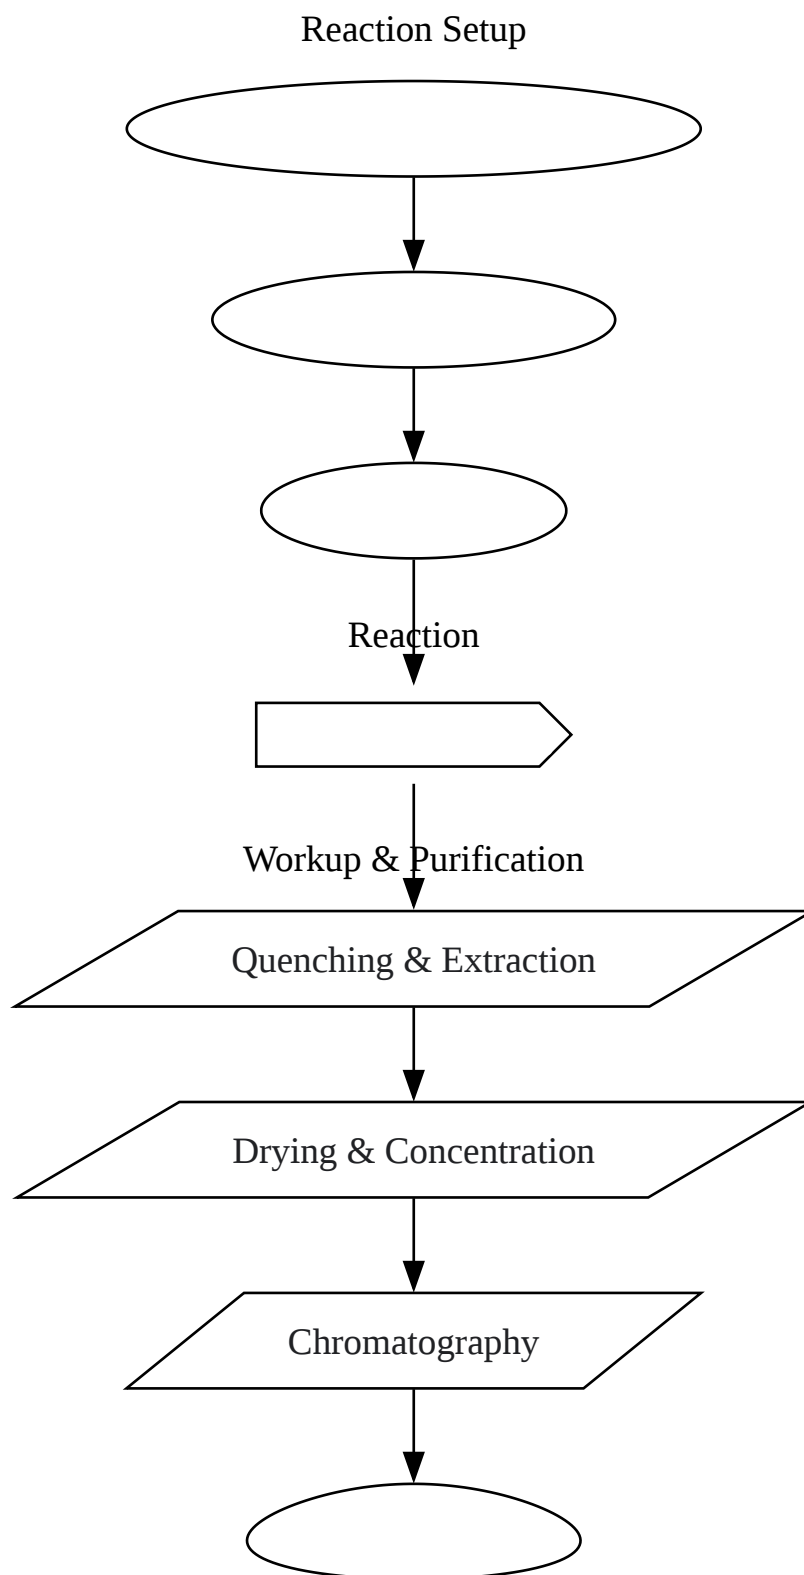 Reaction Setup
Reaction
Workup & Purification
Quenching & Extraction
Drying & Concentration
Chromatography